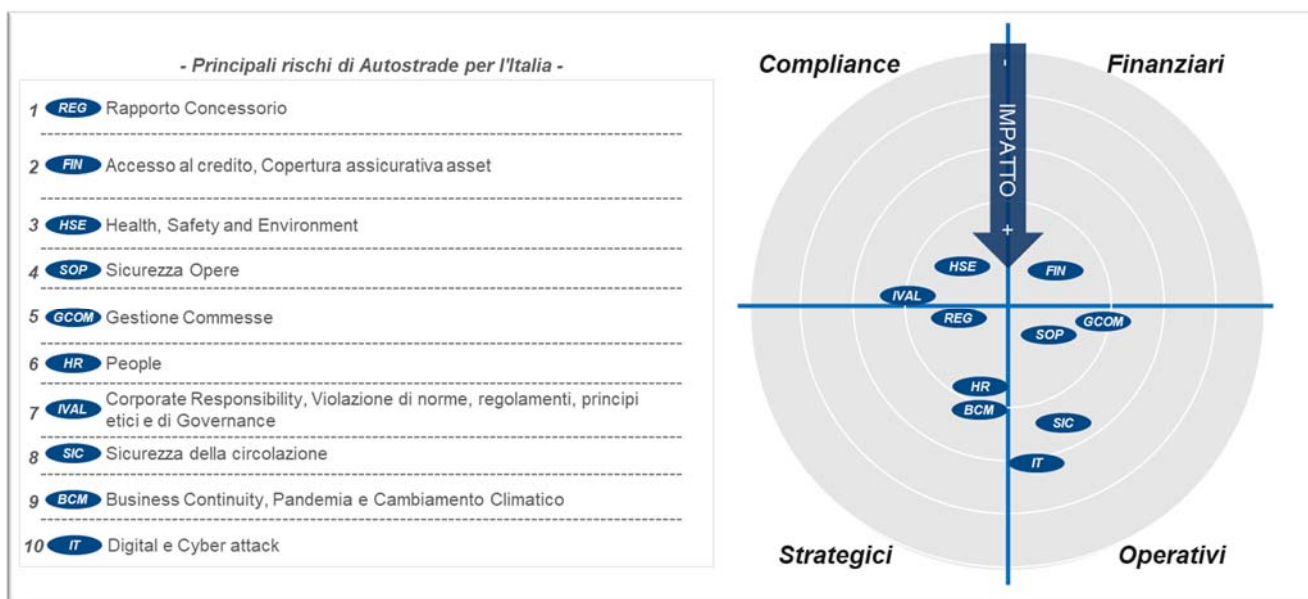 - Principali rischi di Autostrade per l'Italia -
1 REG Rapporto Concessorio
2 FIN Accesso al credito, Copertura assicurativa asset
3 HSE Health, Safety and Environment
4 SOP Sicurezza Opere
5 GCOM Gestione Commesse
6 HR People
7 IVAL Corporate Responsibility, Violazione di norme, regolamenti, principi
etici e di Governance
8 SIC Sicurezza della circolazione
9 BCM Business Continuity, Pandemia e Cambiamento Climatico
10 IT Digital e Cyber attack
Compliance
Finanziari
-
IMPATTO
+
HSE
FIN
IVAL
REG
GCOM
SOP
HR
BCM
SIC
IT
Strategici
Operativi